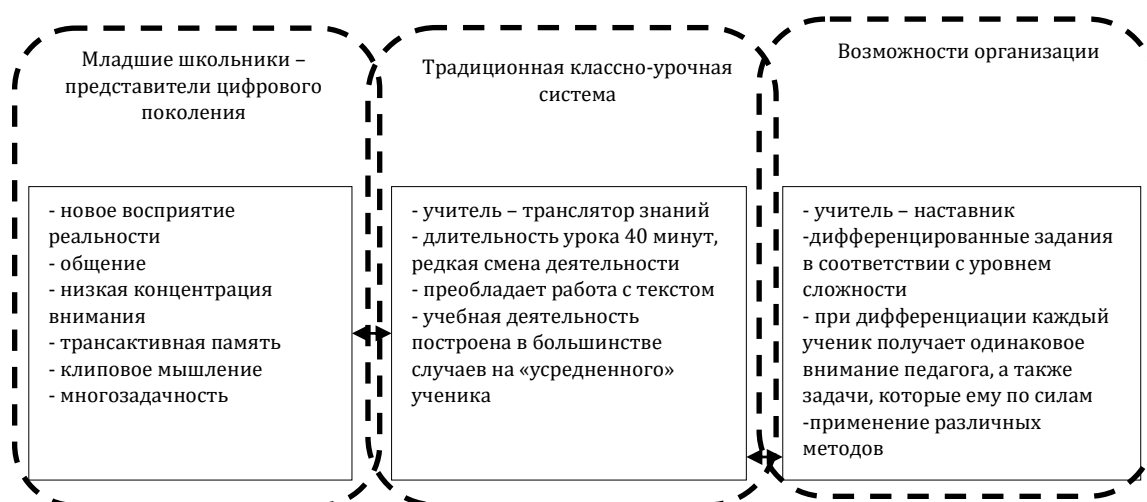 Младшие школьники –
представители цифрового
поколения
- новое восприятие
реальности
- общение
- низкая концентрация
внимания
- трансактивная память
- клиповое мышление
- многозадачность
Традиционная классно-урочная
система
- учитель – транслятор знаний
- длительность урока 40 минут,
редкая смена деятельности
- преобладает работа с текстом
- учебная деятельность
построена в большинстве
случаев на «усредненного»
ученика
Возможности организации
- учитель – наставник
-дифференцированные задания
в соответствии с уровнем
сложности
- при дифференциации каждый
ученик получает одинаковое
внимание педагога, а также
задачи, которые ему по силам
-применение различных
методов